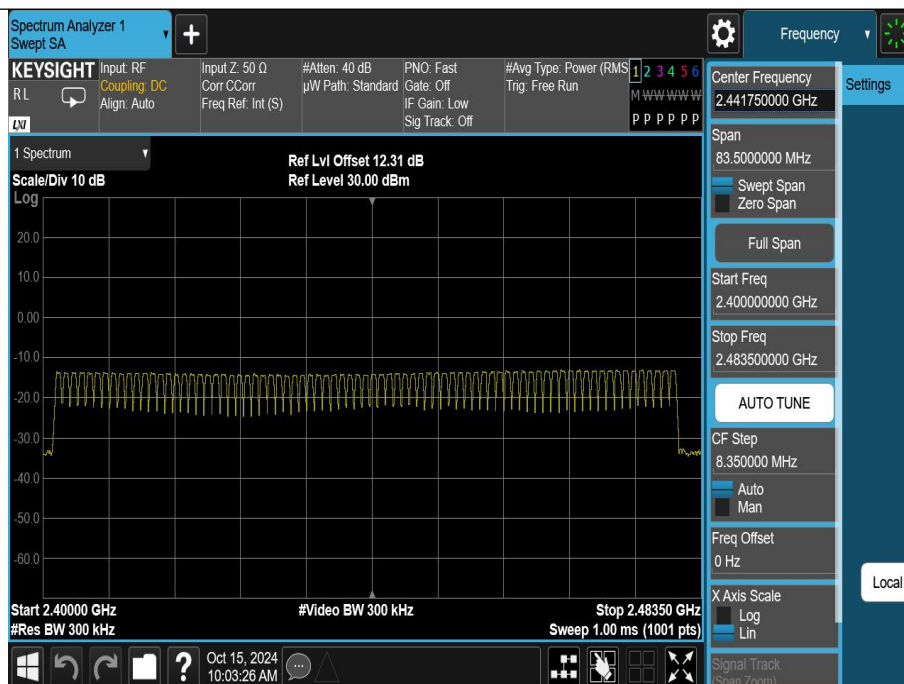 Spectrum Analyzer 1
Swept SA
+
Frequency
KEYSIGHT
R L
LXI
Input: RF
Coupling: DC
Align: Auto
Input Z: 50 Ω
Corr CCorr
Freq Ref: Int (S)
#Atten: 40 dB
µW Path: Standard
PNO: Fast
Gate: Off
IF Gain: Low
Sig Track: Off
#Avg Type: Power (RMS
Trig: Free Run
1 2 3 4 5 6
M W W W W W
P P P P P P
1 Spectrum
Scale/Div 10 dB
Log
Ref Lvl Offset 12.31 dB
Ref Level 30.00 dBm
20.0
10.0
0.00
-10.0
-20.0
-30.0
-40.0
-50.0
-60.0
Start 2.40000 GHz
#Res BW 300 kHz
#Video BW 300 kHz
Stop 2.48350 GHz
Sweep 1.00 ms (1001 pts)
Center Frequency
2.441750000 GHz
Span
83.5000000 MHz
Swept Span
Zero Span
Full Span
Start Freq
2.400000000 GHz
Stop Freq
2.483500000 GHz
AUTO TUNE
CF Step
8.350000 MHz
Auto
Man
Freq Offset
0 Hz
X Axis Scale
Log
Lin
Signal Track
(Span Zoom)
Settings
Local
?
Oct 15, 2024
10:03:26 AM